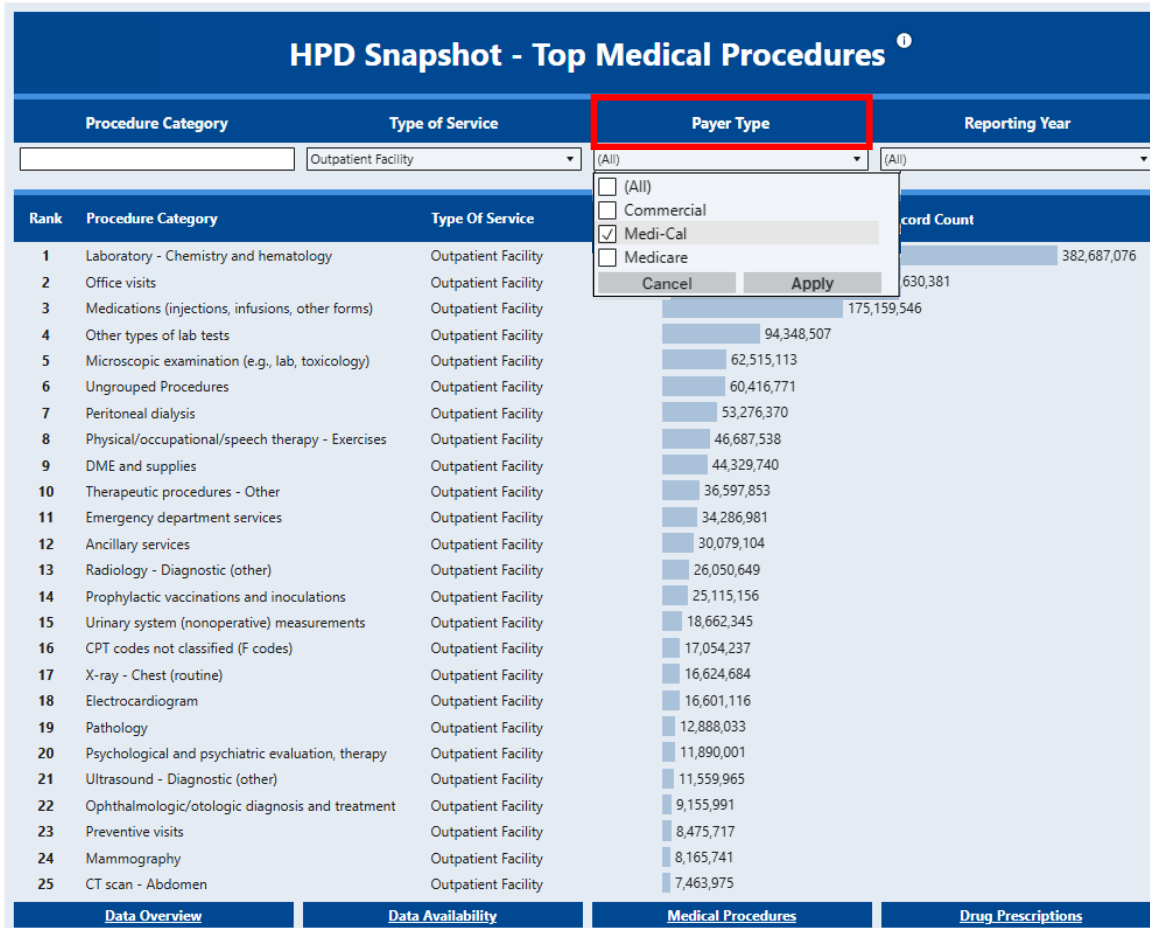 HPD Snapshot - Top Medical Procedures i
Procedure Category Type of Service Payer Type Reporting Year
Outpatient Facility (All) (All)
(All)
Commercial
Medi-Cal
Medicare
Cancel Apply
Rank Procedure Category Type Of Service cord Count
1 Laboratory - Chemistry and hematology Outpatient Facility 382,687,076
2 Office visits Outpatient Facility ,630,381
3 Medications (injections, infusions, other forms) Outpatient Facility 175,159,546
4 Other types of lab tests Outpatient Facility 94,348,507
5 Microscopic examination (e.g., lab, toxicology) Outpatient Facility 62,515,113
6 Ungrouped Procedures Outpatient Facility 60,416,771
7 Peritoneal dialysis Outpatient Facility 53,276,370
8 Physical/occupational/speech therapy - Exercises Outpatient Facility 46,687,538
9 DME and supplies Outpatient Facility 44,329,740
10 Therapeutic procedures - Other Outpatient Facility 36,597,853
11 Emergency department services Outpatient Facility 34,286,981
12 Ancillary services Outpatient Facility 30,079,104
13 Radiology - Diagnostic (other) Outpatient Facility 26,050,649
14 Prophylactic vaccinations and inoculations Outpatient Facility 25,115,156
15 Urinary system (nonoperative) measurements Outpatient Facility 18,662,345
16 CPT codes not classified (F codes) Outpatient Facility 17,054,237
17 X-ray - Chest (routine) Outpatient Facility 16,624,684
18 Electrocardiogram Outpatient Facility 16,601,116
19 Pathology Outpatient Facility 12,888,033
20 Psychological and psychiatric evaluation, therapy Outpatient Facility 11,890,001
21 Ultrasound - Diagnostic (other) Outpatient Facility 11,559,965
22 Ophthalmologic/otologic diagnosis and treatment Outpatient Facility 9,155,991
23 Preventive visits Outpatient Facility 8,475,717
24 Mammography Outpatient Facility 8,165,741
25 CT scan - Abdomen Outpatient Facility 7,463,975
Data Overview Data Availability Medical Procedures Drug Prescriptions